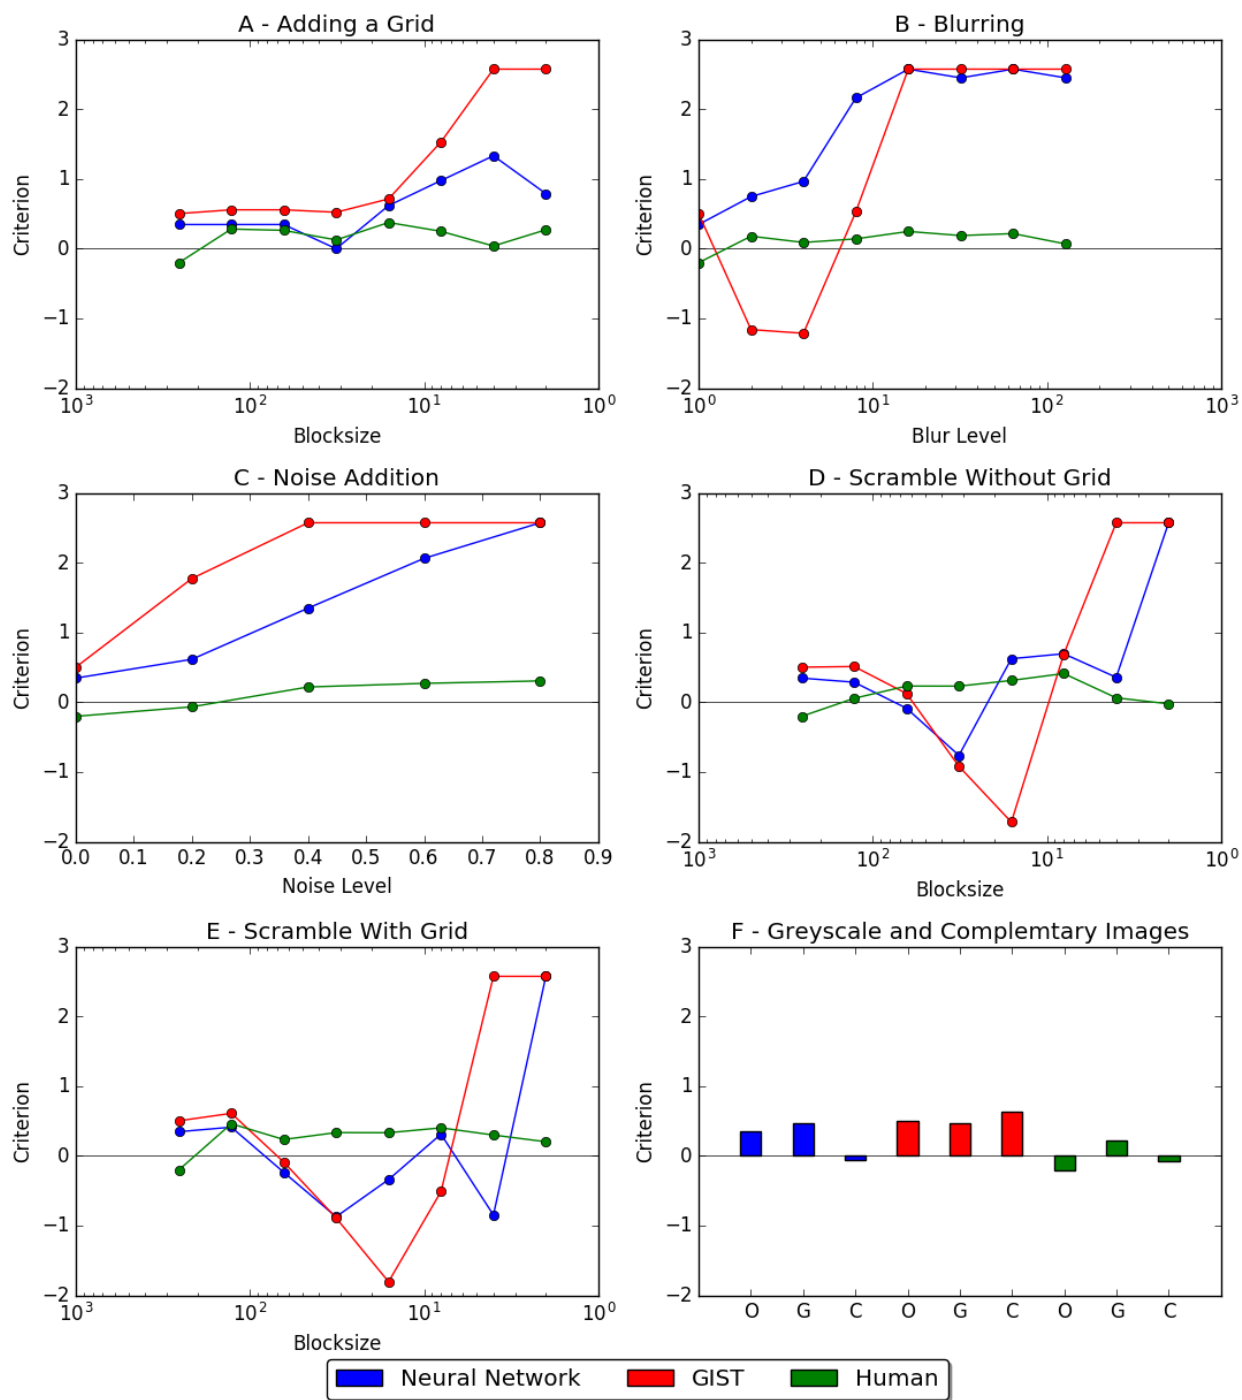 A - Adding a Grid
3
2
1
0
−1
−2
Criterion
10³ 10² 10¹ 10⁰
Blocksize
B - Blurring
3
2
1
0
−1
−2
Criterion
10⁰ 10¹ 10² 10³
Blur Level
C - Noise Addition
3
2
1
0
−1
−2
Criterion
0.0 0.1 0.2 0.3 0.4 0.5 0.6 0.7 0.8 0.9
Noise Level
D - Scramble Without Grid
3
2
1
0
−1
−2
Criterion
10³ 10² 10¹ 10⁰
Blocksize
E - Scramble With Grid
3
2
1
0
−1
−2
Criterion
10³ 10² 10¹ 10⁰
Blocksize
F - Greyscale and Complemtary Images
3
2
1
0
−1
−2
Criterion
O G C O G C O G C
Neural Network GIST Human